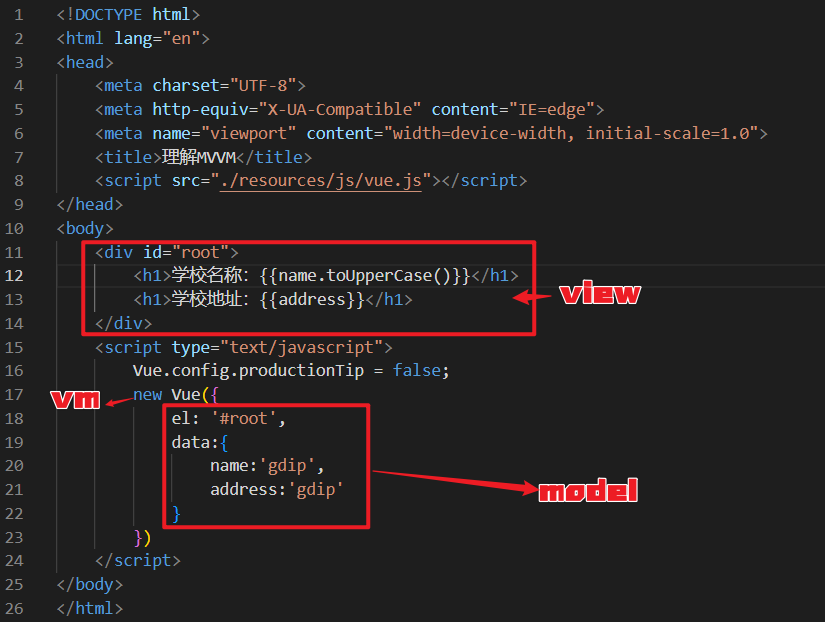 1 <!DOCTYPE html>
2 <html lang="en">
3 <head>
4 <meta charset="UTF-8">
5 <meta http-equiv="X-UA-Compatible" content="IE=edge">
6 <meta name="viewport" content="width=device-width, initial-scale=1.0">
7 <title>理解MVVM</title>
8 <script src="./resources/js/vue.js"></script>
9 </head>
10 <body>
11 <div id="root">
12 <h1>学校名称: {{name.toUpperCase()}}</h1>
view
13 <h1>学校地址: {{address}}</h1>
14 </div>
15 <script type="text/javascript">
16 Vue.config.productionTip = false;
vm
17 new Vue({
18 el: '#root',
19 data:{
20 name:'gdip',
21 address:'gdip'
model
22 }
23 })
24 </script>
25 </body>
26 </html>